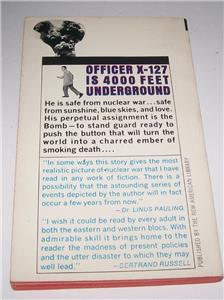 OFFICER X-127
IS 4000 FEET
UNDERGROUND
He is safe from nuclear war...safe
from sunshine, blue skies, and love.
His perpetual assignment is the
Bomb—to stand guard ready to
push the button that will turn the
world into a charred ember of
smoking death....
"In some ways this story gives the most
realistic picture of nuclear war that I have
read in any work of fiction. There is a
possibility that the astounding series of
events depicted by the author will in fact
occur a few years from now."
—Dr. LINUS PAULING
"I wish it could be read by every adult in
both the eastern and western blocs. With
admirable skill it brings home to the
reader the madness of present policies
and the utter disaster to which they may
well lead."
—BERTRAND RUSSELL
PUBLISHED BY THE NEW AMERICAN LIBRARY